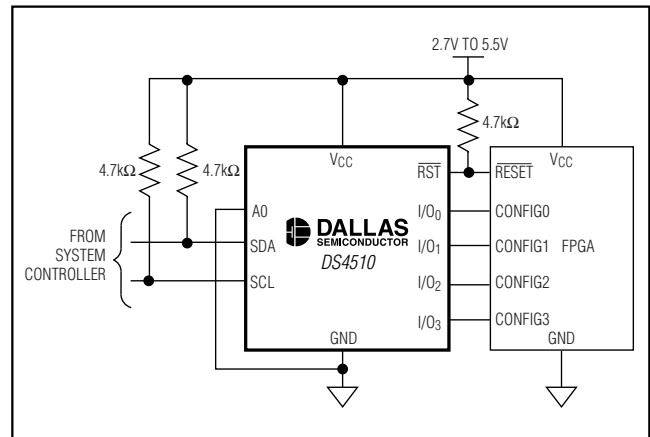 2.7V TO 5.5V
4.7kΩ
4.7kΩ
4.7kΩ
VCC
RST
RESET
VCC
A0
I/O0
CONFIG0
FROM
SYSTEM
CONTROLLER
SDA
DALLAS
SEMICONDUCTOR
DS4510
I/O1
CONFIG1
FPGA
SCL
I/O2
CONFIG2
I/O3
CONFIG3
GND
GND